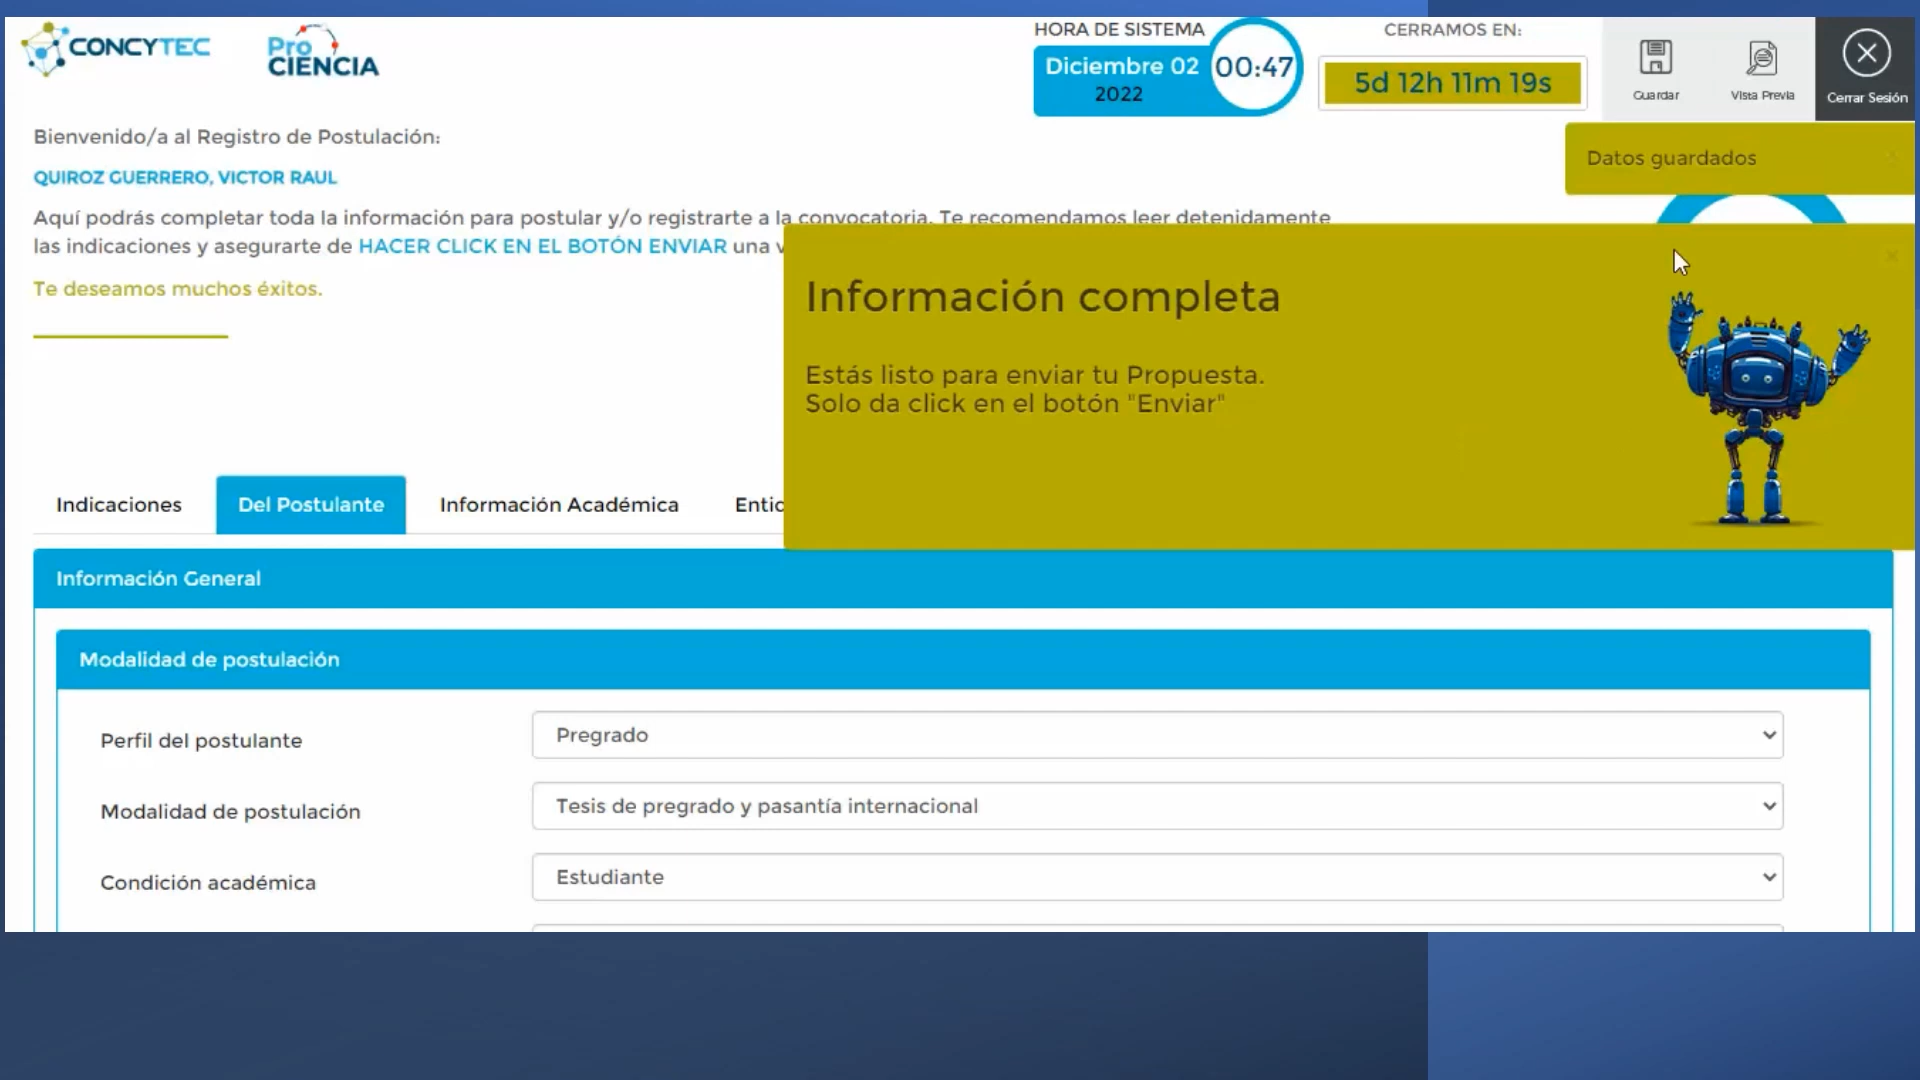 CONCYTEC
Pro
CIENCIA
HORA DE SISTEMA
Diciembre 02
2022
00:47
CERRAMOS EN:
5d 12h 11m 19s
Guardar
Vista Previa
Cerrar Sesión
Bienvenido/a al Registro de Postulación:
QUIROZ GUERRERO, VICTOR RAUL
Aquí podrás completar toda la información para postular y/o registrarte a la convocatoria. Te recomendamos leer detenidamente
las indicaciones y asegurarte de HACER CLICK EN EL BOTÓN ENVIAR una
Te deseamos muchos éxitos.
Datos guardados
Información completa
Estás listo para enviar tu Propuesta.
Solo da click en el botón "Enviar"
Indicaciones
Del Postulante
Información Académica
Información General
Modalidad de postulación
Perfil del postulante
Pregrado
Modalidad de postulación
Tesis de pregrado y pasantía internacional
Condición académica
Estudiante